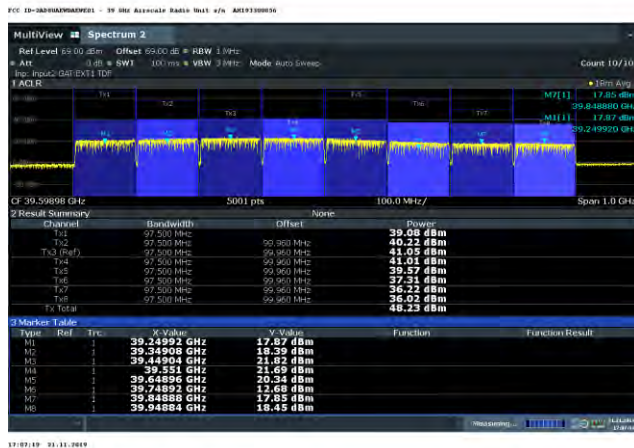 FCC ID-2AD8UAEWDAEWE01 - 39 GHz Airscale Radio Unit s/n AK193300036
MultiView Spectrum 2
Ref Level 69.00 dBm Offset 69.00 dB RBW 1 MHz
Att 0 dB SWT 100 ms VBW 3 MHz Mode Auto Sweep Count 10/10
Inp: Input2 GAT:EXT1 TDF
1 ACLR 1Rm Avg
M7[1] 17.85 dBm
39.848880 GHz
M1[1] 17.87 dBm
39.249920 GHz
Tx1 Tx2 Tx3 Tx5 Tx6 Tx7
CF 39.59898 GHz 5001 pts 100.0 MHz/ Span 1.0 GHz
2 Result Summary None
Channel Bandwidth Offset Power
Tx1 97.500 MHz 39.08 dBm
Tx2 97.500 MHz 99.960 MHz 40.22 dBm
Tx3 (Ref) 97.500 MHz 99.960 MHz 41.05 dBm
Tx4 97.500 MHz 99.960 MHz 41.01 dBm
Tx5 97.500 MHz 99.960 MHz 39.57 dBm
Tx6 97.500 MHz 99.960 MHz 37.31 dBm
Tx7 97.500 MHz 99.960 MHz 36.22 dBm
Tx8 97.500 MHz 99.960 MHz 36.02 dBm
Tx Total 48.23 dBm
3 Marker Table
Type Ref Trc X-Value Y-Value Function Function Result
M1 1 39.24992 GHz 17.87 dBm
M2 1 39.34908 GHz 18.39 dBm
M3 1 39.44904 GHz 21.82 dBm
M4 1 39.551 GHz 21.69 dBm
M5 1 39.64896 GHz 20.34 dBm
M6 1 39.74892 GHz 12.68 dBm
M7 1 39.84888 GHz 17.85 dBm
M8 1 39.94884 GHz 18.45 dBm
Measuring...
17:07:19 21.11.2019